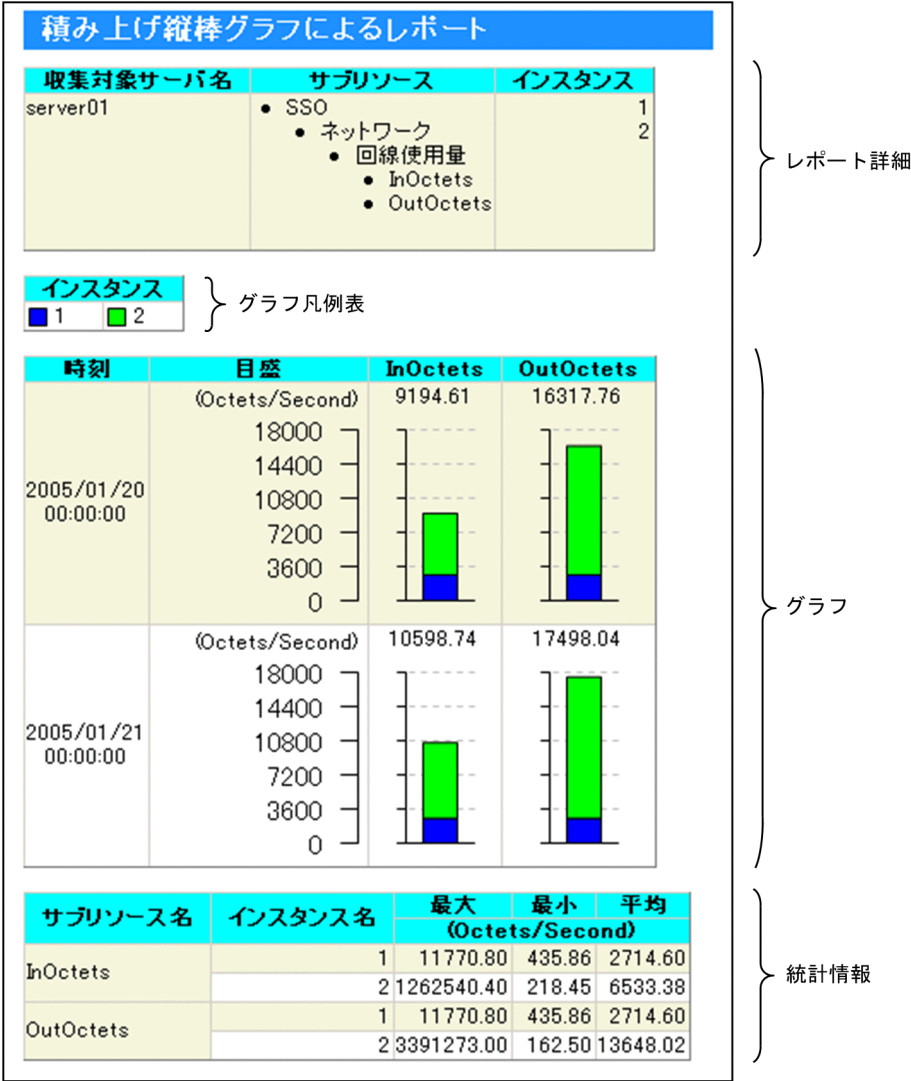 積み上げ縦棒グラフによるレポート
収集対象サーバ名 サブリソース インスタンス
server01 ● SSO 1
● ネットワーク 2
● 回線使用量
● InOctets
● OutOctets
レポート詳細
インスタンス
1 2
グラフ凡例表
時刻 目盛 InOctets OutOctets
(Octets/Second) 9194.61 16317.76
18000
14400
2005/01/20 10800
00:00:00 7200
3600
0
(Octets/Second) 10598.74 17498.04
18000
14400
2005/01/21 10800
00:00:00 7200
3600
0
グラフ
サブリソース名 インスタンス名 最大 最小 平均
(Octets/Second)
InOctets 1 11770.80 435.86 2714.60
2 1262540.40 218.45 6533.38
OutOctets 1 11770.80 435.86 2714.60
2 3391273.00 162.50 13648.02
統計情報